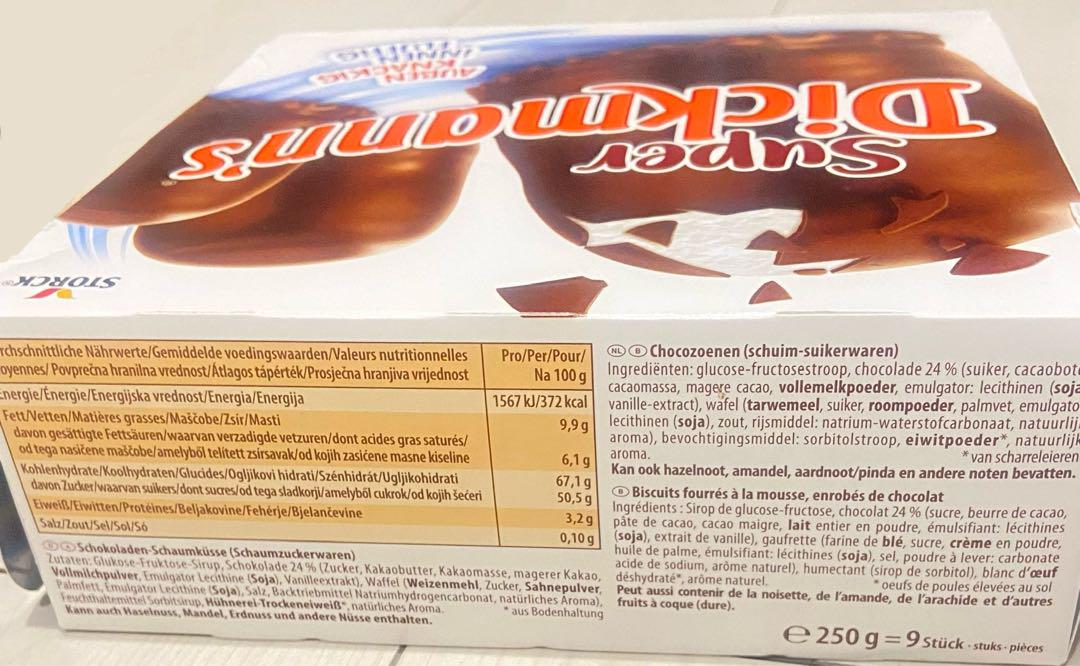 AUßEN KNACKIG
INNEN fluffig
Super
Dickmann's
STORCK®
rchschnittliche Nährwerte/Gemiddelde voedingswaarden/Valeurs nutritionnelles
oyennes/ Povprečna hranilna vrednost/Átlagos tápérték/Prosječna hranjiva vrijednost
Pro/Per/Pour/
Na 100 g
Energie/Énergie/Energijska vrednost/Energia/Energija 1567 kJ/372 kcal
Fett/Vetten/Matières grasses/Maščobe/Zsír/Masti 9,9 g
davon gesättigte Fettsäuren/waarvan verzadigde vetzuren/dont acides gras saturés/
od tega nasičene maščobe/amelyből telített zsírsavak/od kojih zasićene masne kiseline 6,1 g
Kohlenhydrate/Koolhydraten/Glucides/Ogljikovi hidrati/Szénhidrát/Ugljikohidrati 67,1 g
davon Zucker/waarvan suikers/dont sucres/od tega sladkorji/amelyből cukrok/od kojih šećeri 50,5 g
Eiweiß/Eiwitten/Protéines/Beljakovine/Fehérje/Bjelančevine 3,2 g
Salz/Zout/Sel/Sol/Só 0,10 g
Schokoladen-Schaumküsse (Schaumzuckerwaren)
Zutaten: Glukose-Fruktose-Sirup, Schokolade 24 % (Zucker, Kakaobutter, Kakaomasse, magerer Kakao,
Vollmilchpulver, Emulgator Lecithine (Soja), Vanilleextrakt), Waffel (Weizenmehl, Zucker, Sahnepulver,
Palmfett, Emulgator Lecithine (Soja), Salz, Backtriebmittel Natriumhydrogencarbonat, natürliches Aroma),
Feuchthaltemittel Sorbitsirup, Hühnerei-Trockeneiweiß*, natürliches Aroma.
* aus Bodenhaltung
Kann auch Haselnuss, Mandel, Erdnuss und andere Nüsse enthalten.
NL B Chocozoenen (schuim-suikerwaren)
Ingrediënten: glucose-fructosestroop, chocolade 24 % (suiker, cacaobote
cacaomassa, magere cacao, vollemelkpoeder, emulgator: lecithinen (soja
vanille-extract), wafel (tarwemeel, suiker, roompoeder, palmvet, emulgato
lecithinen (soja), zout, rijsmiddel: natrium-waterstofcarbonaat, natuurlij
aroma), bevochtigingsmiddel: sorbitolstroop, eiwitpoeder*, natuurlijk
aroma. * van scharreleieren
Kan ook hazelnoot, amandel, aardnoot/pinda en andere noten bevatten.
B Biscuits fourrés à la mousse, enrobés de chocolat
Ingrédients : Sirop de glucose-fructose, chocolat 24 % (sucre, beurre de cacao,
pâte de cacao, cacao maigre, lait entier en poudre, émulsifiant: lécithines
(soja), extrait de vanille), gaufrette (farine de blé, sucre, crème en poudre,
huile de palme, émulsifiant: lécithines (soja), sel, poudre à lever: carbonate
acide de sodium, arôme naturel), humectant (sirop de sorbitol), blanc d'œuf
déshydraté*, arôme naturel. * oeufs de poules élevées au sol
Peut aussi contenir de la noisette, de l'amande, de l'arachide et d'autres
fruits à coque (dure).
e 250 g = 9 Stück · stuks · pièces